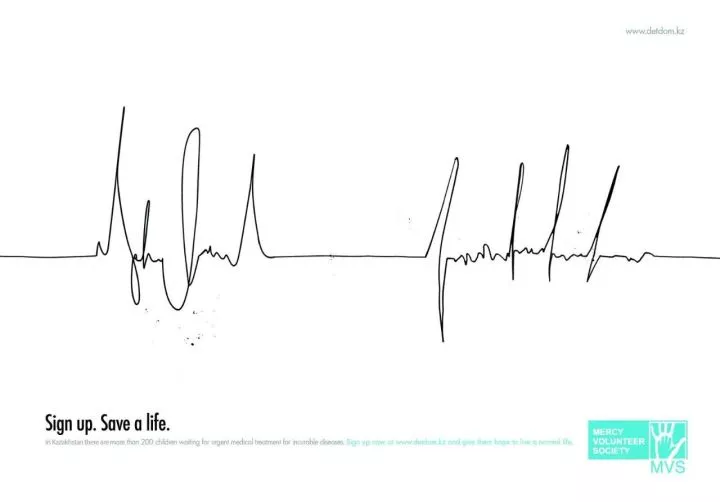 www.detdom.kz
Sign up. Save a life.
In Kazakhstan there are more than 200 children waiting for urgent medical treatment for incurable diseases. Sign up now at www.detdom.kz and give them hope to live a normal life.
MERCY
VOLUNTEER
SOCIETY
MVS